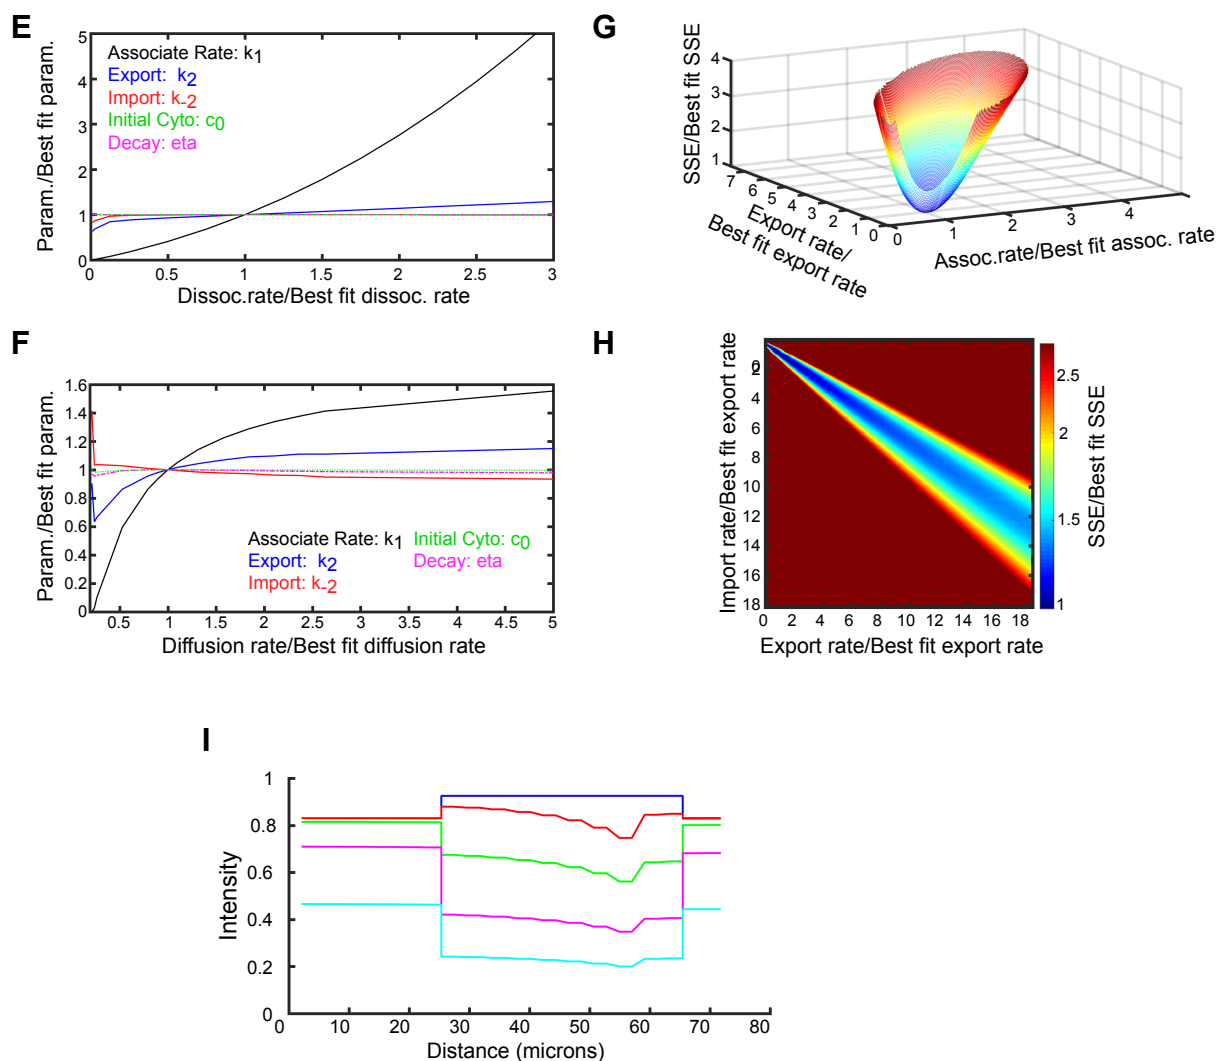 E
Param./Best fit param.
5
4
3
2
1
0
Associate Rate: k1
Export: k2
Import: k-2
Initial Cyto: c0
Decay: eta
0 0.5 1 1.5 2 2.5 3
Dissoc.rate/Best fit dissoc. rate
G
SSE/Best fit SSE
4
3
2
1
7 6 5 4 3 2 1 0
Export rate/
Best fit export rate
0 1 2 3 4
Assoc.rate/Best fit assoc. rate
F
Param./Best fit param.
1.6
1.4
1.2
1
0.8
0.6
0.4
0.2
0
Associate Rate: k1 Initial Cyto: c0
Export: k2 Decay: eta
Import: k-2
0.5 1 1.5 2 2.5 3 3.5 4 4.5 5
Diffusion rate/Best fit diffusion rate
H
Import rate/Best fit export rate
0
2
4
6
8
10
12
14
16
18
0 2 4 6 8 10 12 14 16 18
Export rate/Best fit export rate
2.5
2
1.5
1
SSE/Best fit SSE
I
Intensity
1
0.8
0.6
0.4
0.2
0
0 10 20 30 40 50 60 70 80
Distance (microns)